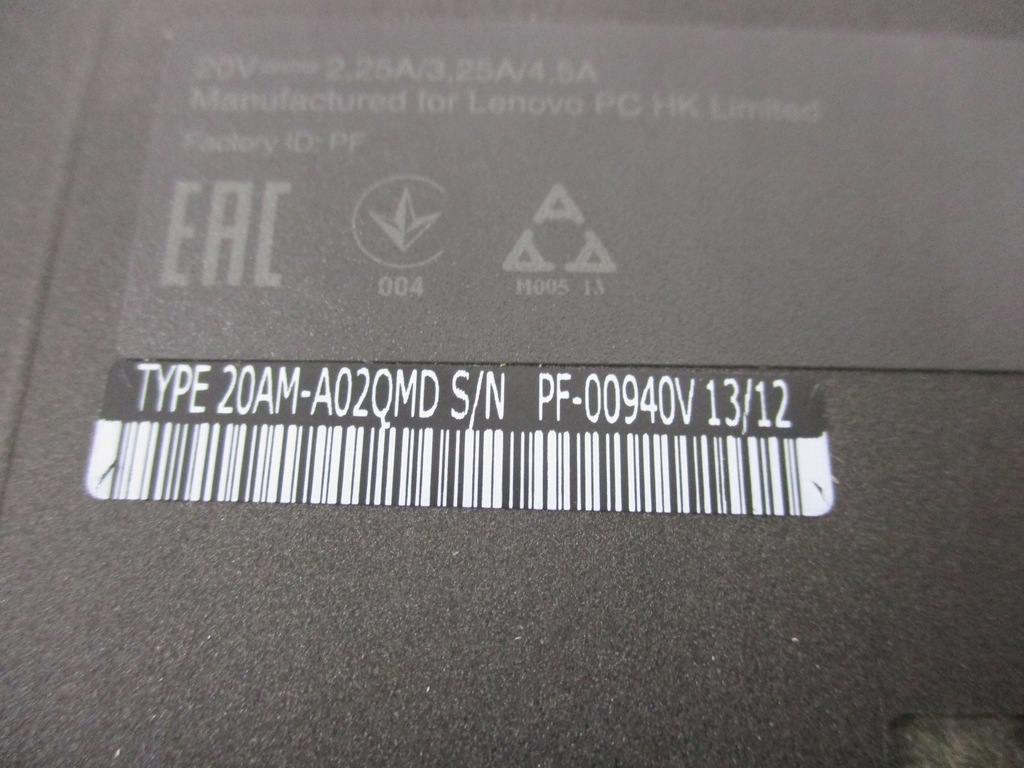 20V 2.25A/3.25A/4.5A
Manufactured for Lenovo PC HK Limited
Factory ID: PF
EAC
004
H005 13
TYPE 20AM-A02QMD S/N PF-00940V 13/12